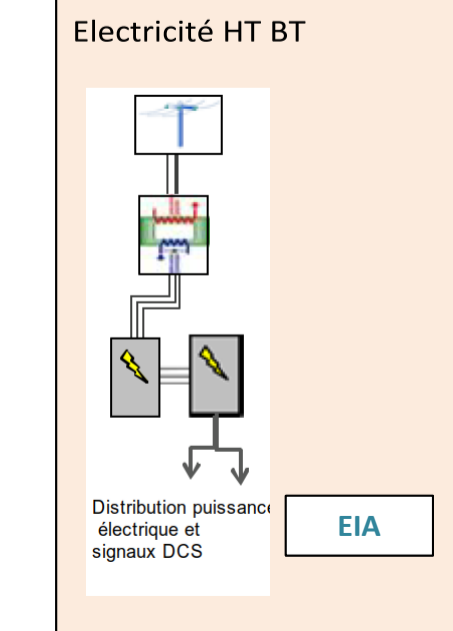 Electricité HT BT
Distribution puissance
électrique et
signaux DCS
EIA